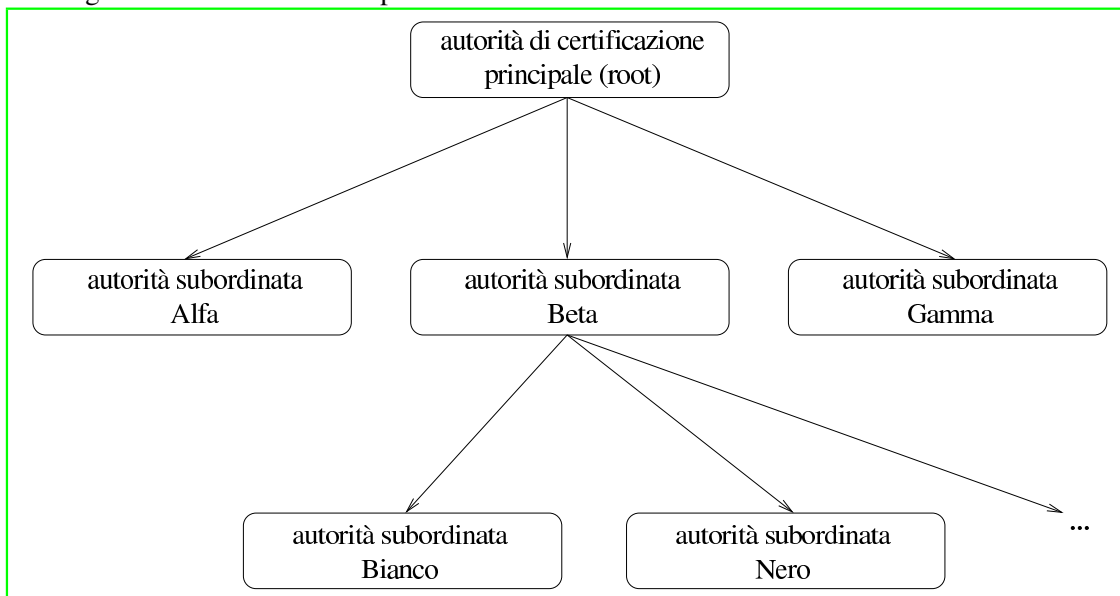 autorità di certificazione
principale (root)
autorità subordinata
Alfa
autorità subordinata
Beta
autorità subordinata
Gamma
...
autorità subordinata
Bianco
autorità subordinata
Nero